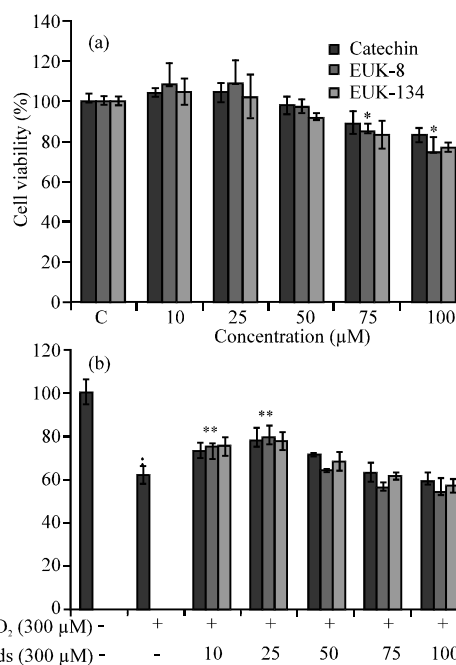 140
(a)
Catechin
120
EUK-8
EUK-134
100
80
60
40
20
0
Cell viability (%)
* *
C 10 25 50 75 100
Concentration (µM)
120
(b)
100
80
60
40
20
0
** **
O₂ (300 µM) - + + + + + +
ds (300 µM) - - 10 25 50 75 100